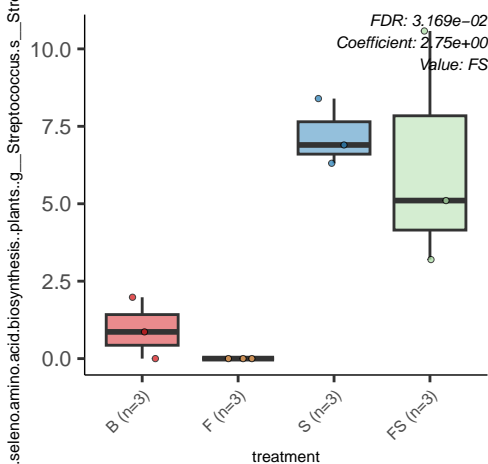 FDR: 3.169e−02
Coefficient: 2.75e+00
Value: FS
.seleno.amino.acid.biosynthesis..plants..g__Streptococcus.s__Stre
10.0
7.5
5.0
2.5
0.0
B (n=3)
F (n=3)
S (n=3)
FS (n=3)
treatment